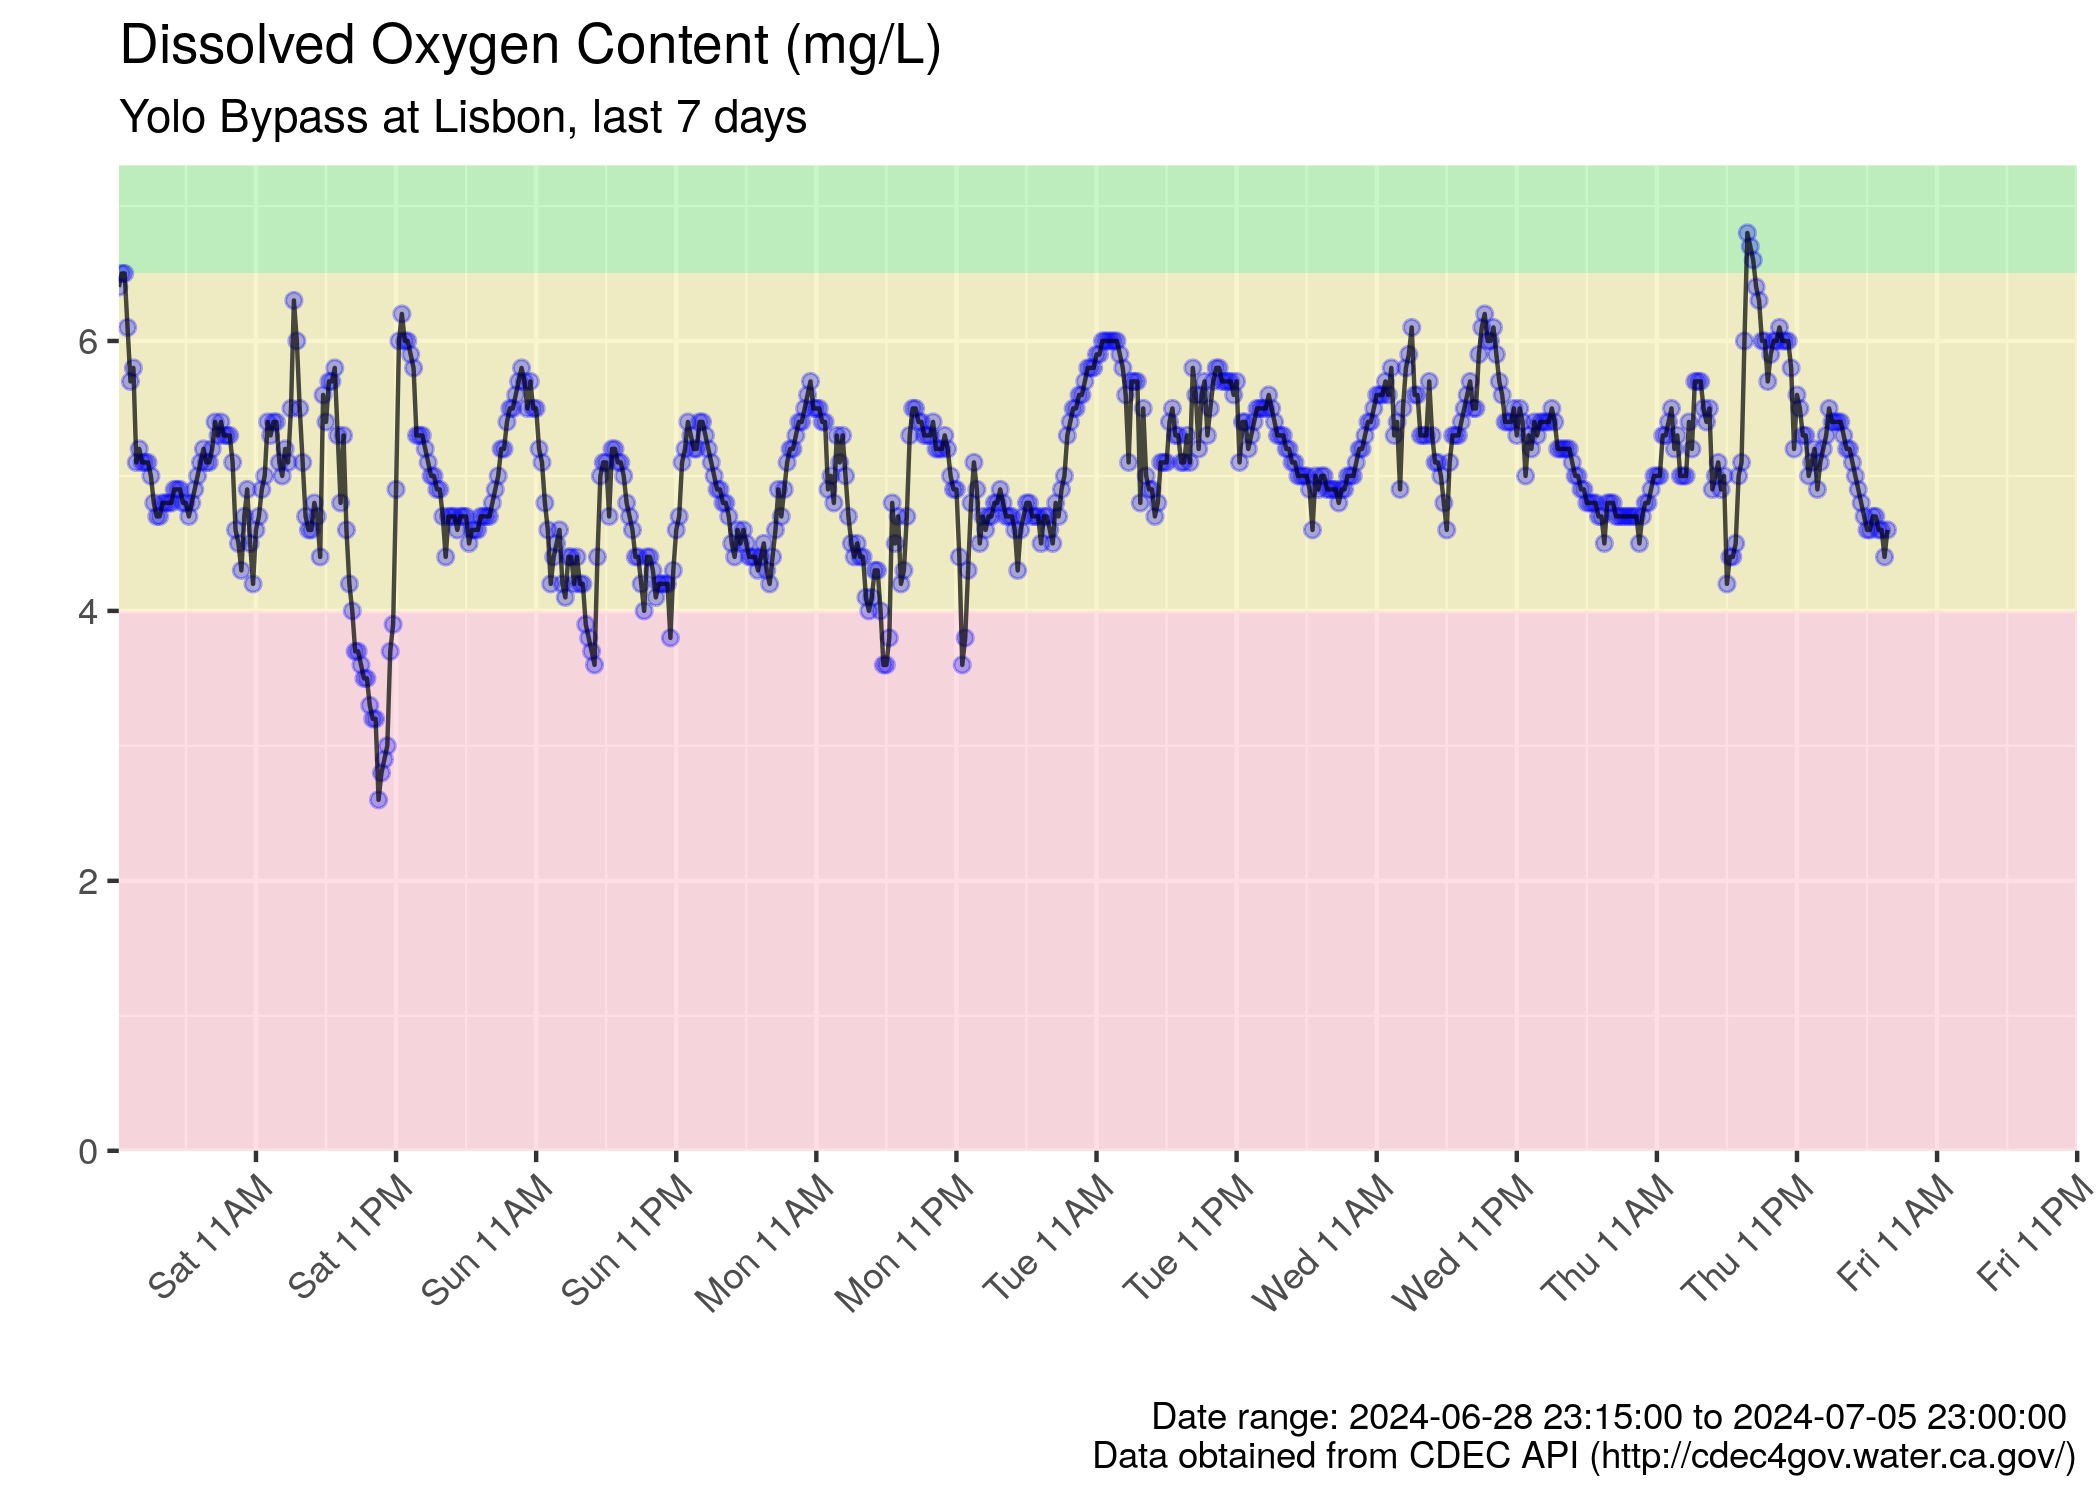 Dissolved Oxygen Content (mg/L)
Yolo Bypass at Lisbon, last 7 days
6
4
2
0
Sat 11AM
Sat 11PM
Sun 11AM
Sun 11PM
Mon 11AM
Mon 11PM
Tue 11AM
Tue 11PM
Wed 11AM
Wed 11PM
Thu 11AM
Thu 11PM
Fri 11AM
Fri 11PM
Date range: 2024-06-28 23:15:00 to 2024-07-05 23:00:00
Data obtained from CDEC API (http://cdec4gov.water.ca.gov/)